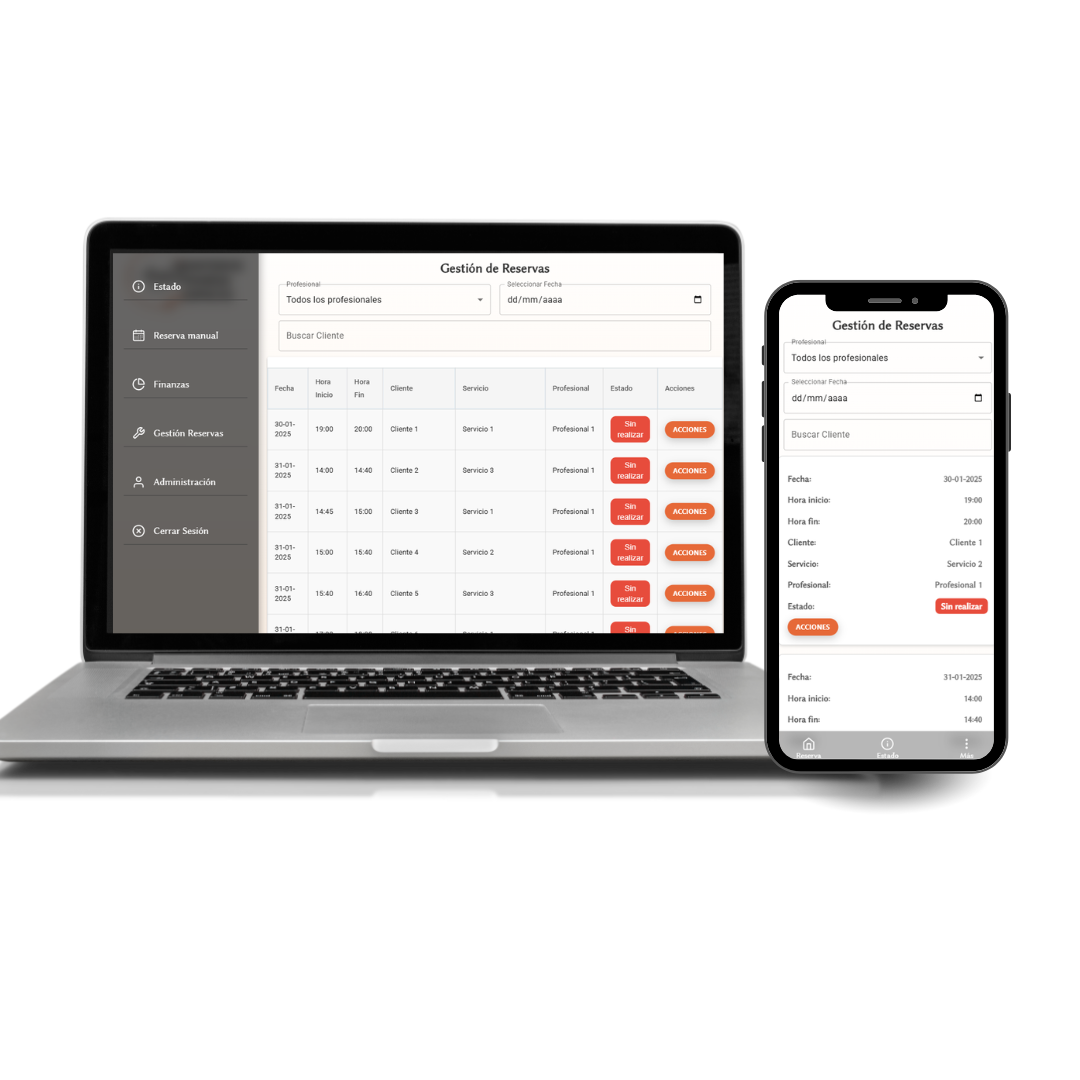 Estado
Reserva manual
Finanzas
Gestión Reservas
Administración
Cerrar Sesión
Gestión de Reservas
Profesional
Todos los profesionales
Seleccionar Fecha
dd/mm/aaaa
Buscar Cliente
Fecha Hora Inicio Hora Fin Cliente Servicio Profesional Estado Acciones
30-01-2025 19:00 20:00 Cliente 1 Servicio 1 Profesional 1 Sin realizar ACCIONES
31-01-2025 14:00 14:40 Cliente 2 Servicio 3 Profesional 1 Sin realizar ACCIONES
31-01-2025 14:45 15:00 Cliente 3 Servicio 1 Profesional 1 Sin realizar ACCIONES
31-01-2025 15:00 15:40 Cliente 4 Servicio 2 Profesional 1 Sin realizar ACCIONES
31-01-2025 15:40 16:40 Cliente 5 Servicio 3 Profesional 1 Sin realizar ACCIONES
31-01- Sin
Gestión de Reservas
Profesional
Todos los profesionales
Seleccionar Fecha
dd/mm/aaaa
Buscar Cliente
Fecha: 30-01-2025
Hora inicio: 19:00
Hora fin: 20:00
Cliente: Cliente 1
Servicio: Servicio 2
Profesional: Profesional 1
Estado: Sin realizar
ACCIONES
Fecha: 31-01-2025
Hora inicio: 14:00
Hora fin: 14:40
Reserva Estado Más